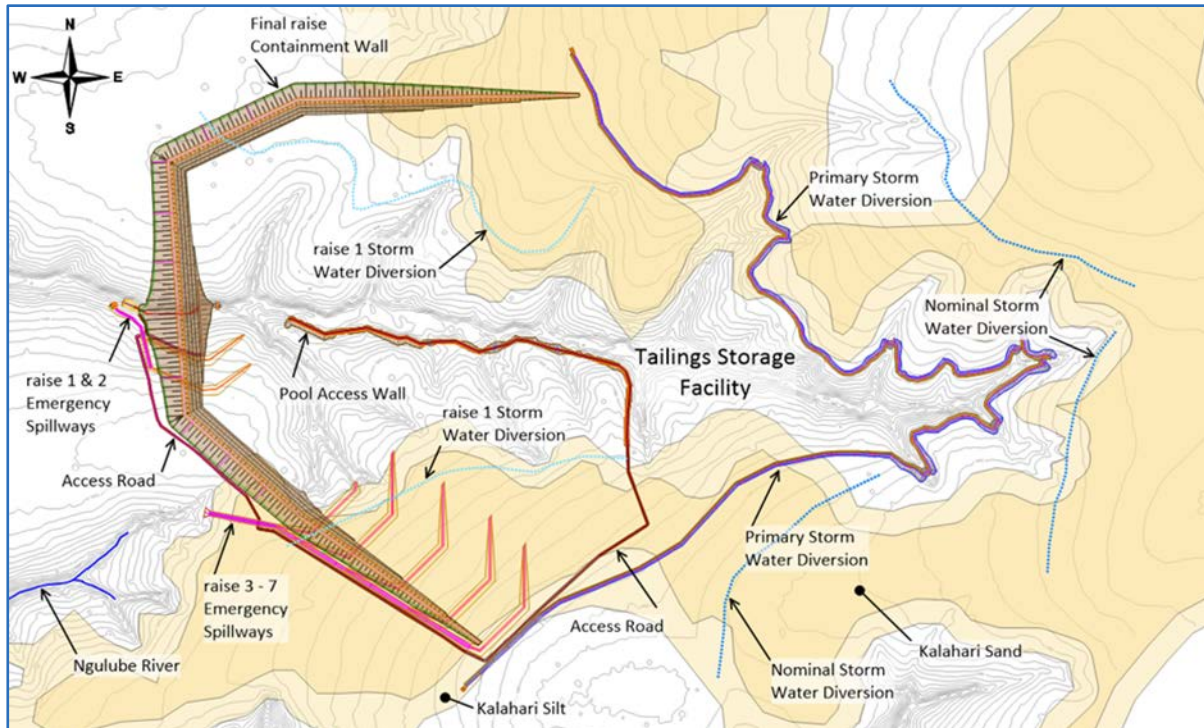 N
W
E
S
Final raise
Containment Wall
Primary Storm
Water Diversion
raise 1 Storm
Water Diversion
Nominal Storm
Water Diversion
Tailings Storage
Facility
Pool Access Wall
raise 1 & 2
Emergency
Spillways
raise 1 Storm
Water Diversion
Access Road
Primary Storm
Water Diversion
raise 3 - 7
Emergency
Spillways
Access Road
Kalahari Sand
Ngulube River
Nominal Storm
Water Diversion
Kalahari Silt